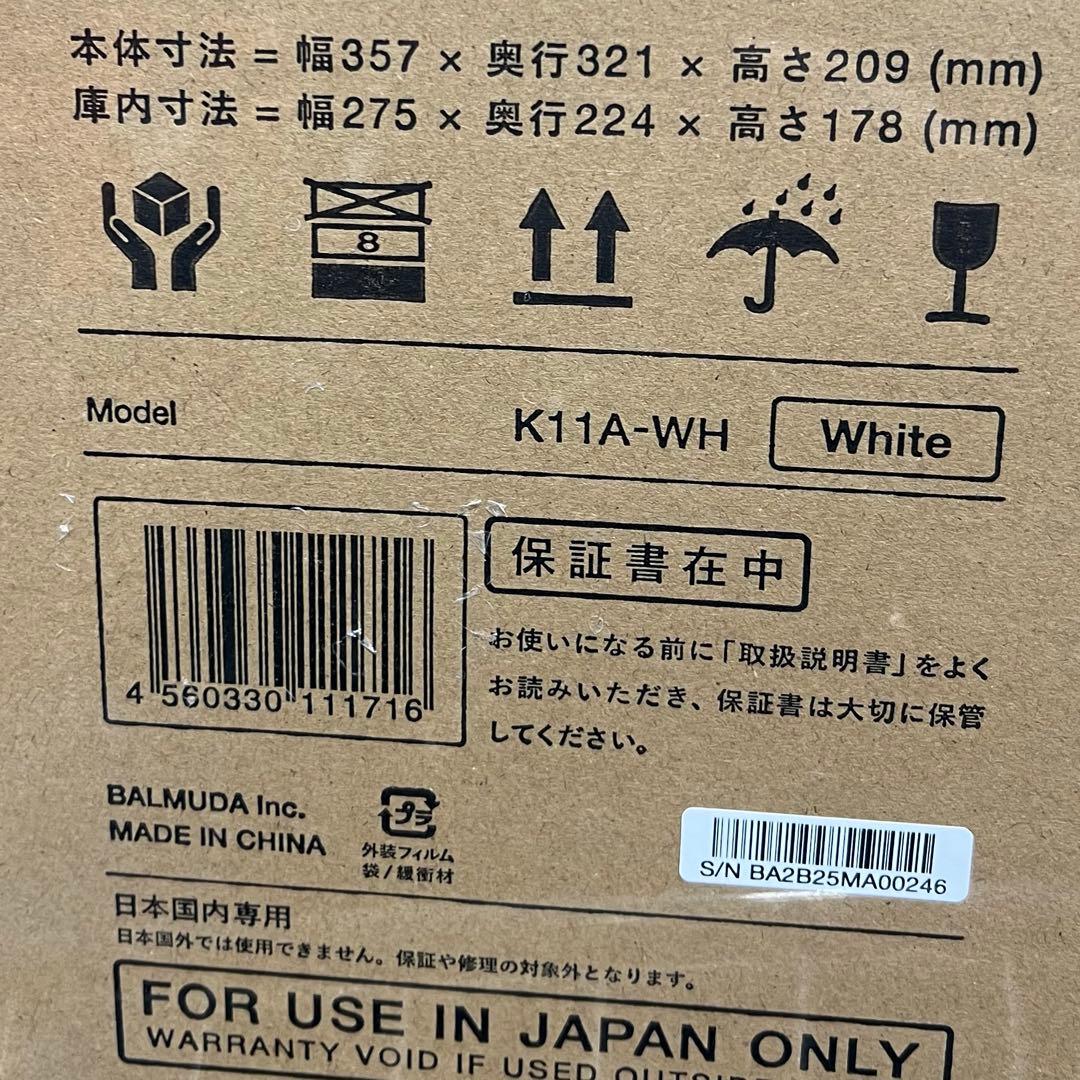 本体寸法 = 幅357 × 奥行321 × 高さ209 (mm)
庫内寸法 = 幅275 × 奥行224 × 高さ178 (mm)
8
Model K11A-WH White
4 560330 111716
保証書在中
お使いになる前に「取扱説明書」をよく
お読みいただき、保証書は大切に保管
してください。
BALMUDA Inc.
MADE IN CHINA
プラ
外装フィルム
袋/緩衝材
S/N BA2B25MA00246
日本国内専用
日本国外では使用できません。保証や修理の対象外となります。
FOR USE IN JAPAN ONLY
WARRANTY VOID IF USED OUTSIDE